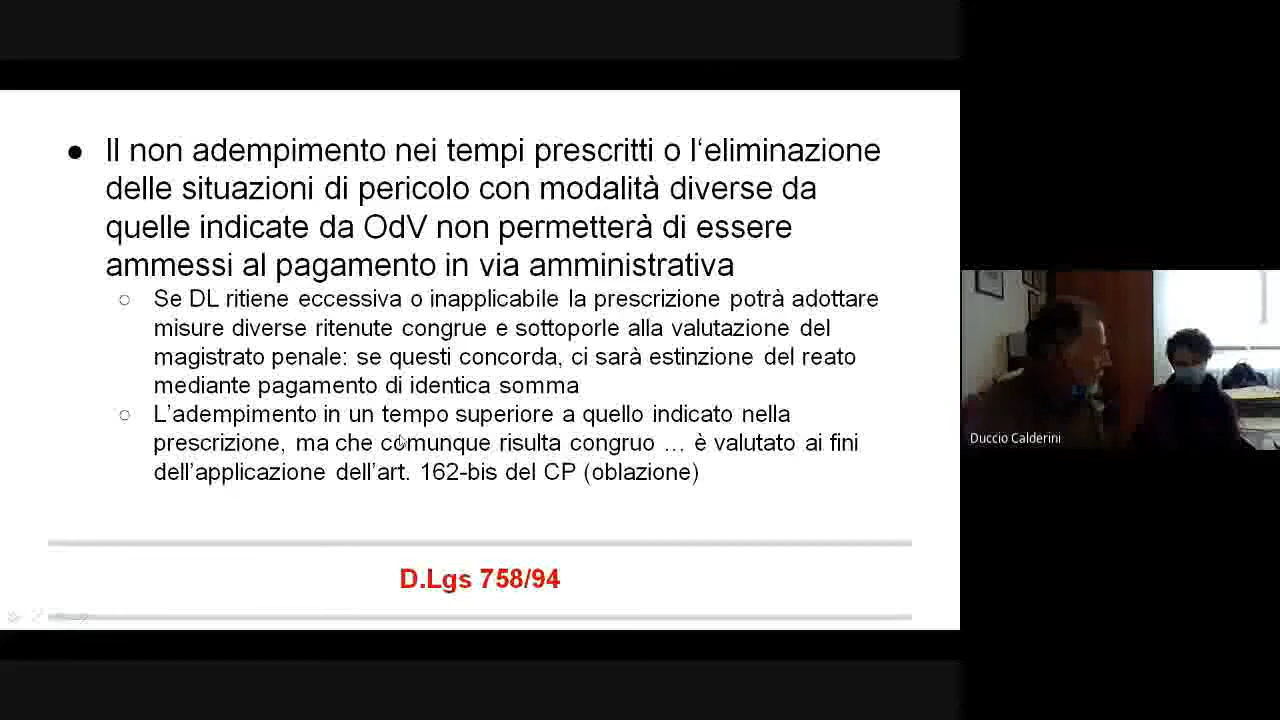 ● Il non adempimento nei tempi prescritti o l‘eliminazione
delle situazioni di pericolo con modalità diverse da
quelle indicate da OdV non permetterà di essere
ammessi al pagamento in via amministrativa
○ Se DL ritiene eccessiva o inapplicabile la prescrizione potrà adottare
misure diverse ritenute congrue e sottoporle alla valutazione del
magistrato penale: se questi concorda, ci sarà estinzione del reato
mediante pagamento di identica somma
○ L’adempimento in un tempo superiore a quello indicato nella
prescrizione, ma che comunque risulta congruo … è valutato ai fini
dell’applicazione dell’art. 162-bis del CP (oblazione)
D.Lgs 758/94
Duccio Calderini